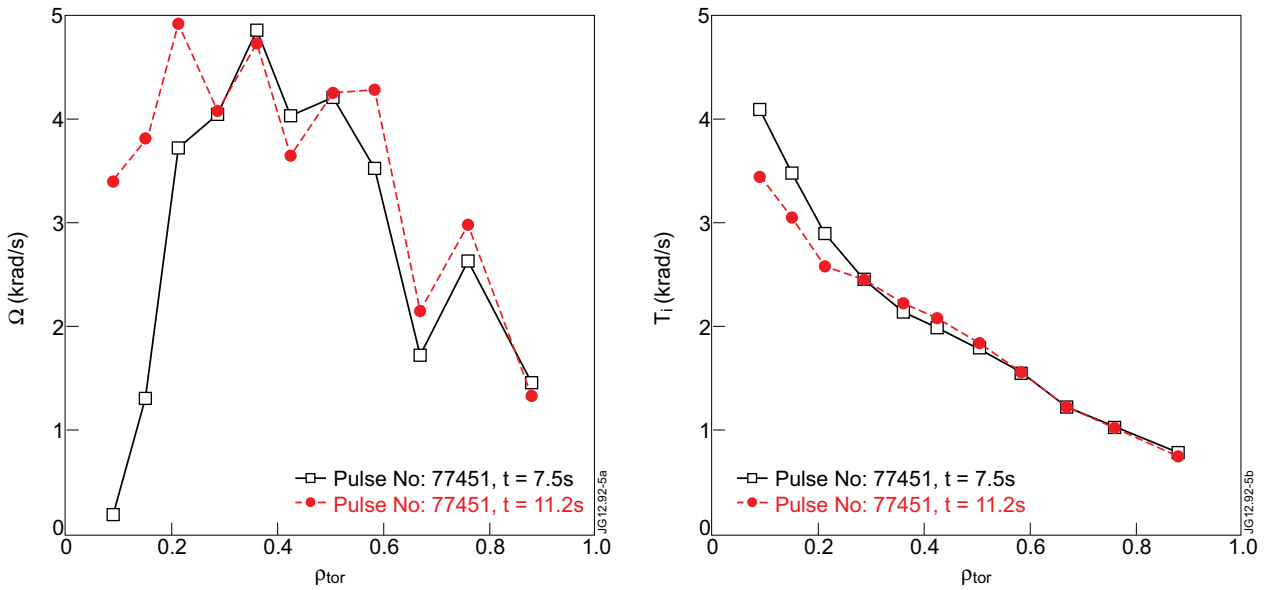 5
4
3
2
1
0
Ω (krad/s)
0
0.2
0.4
0.6
0.8
1.0
ρtor
Pulse No: 77451, t = 7.5s
Pulse No: 77451, t = 11.2s
JG12.92-5a
5
4
3
2
1
0
Ti (krad/s)
0
0.2
0.4
0.6
0.8
1.0
ρtor
Pulse No: 77451, t = 7.5s
Pulse No: 77451, t = 11.2s
JG12.92-5b